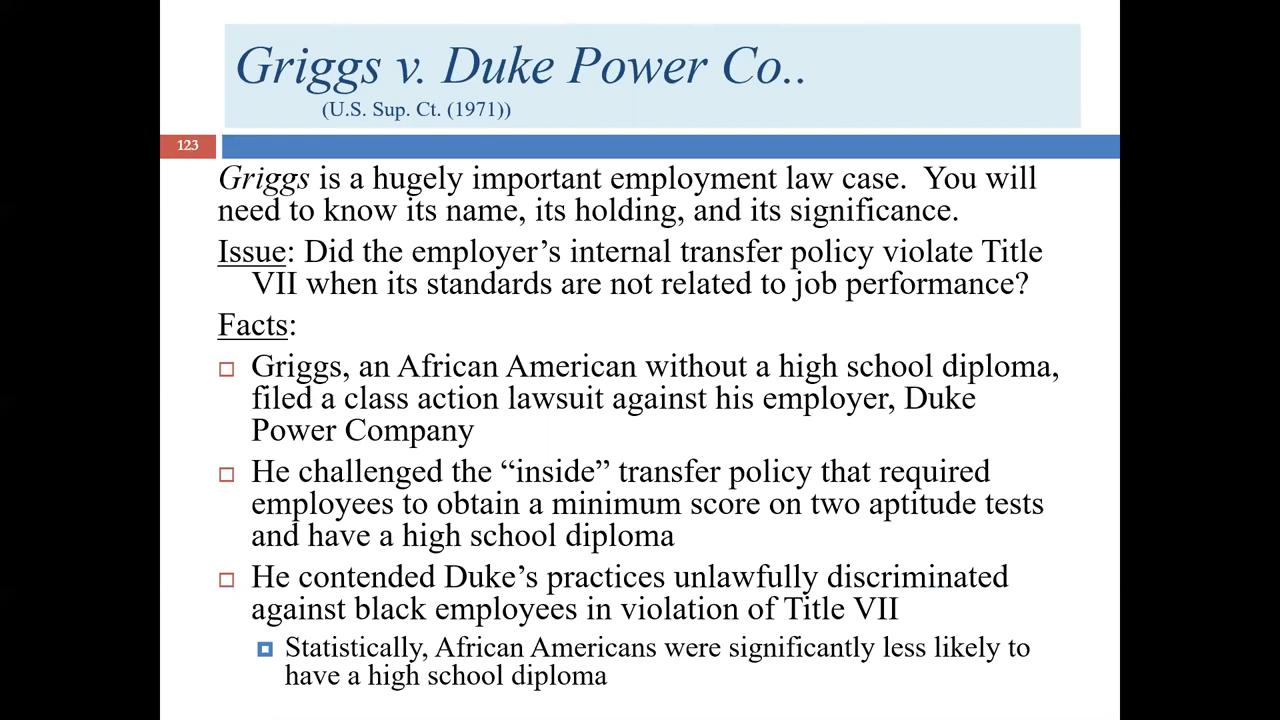 Griggs v. Duke Power Co..
(U.S. Sup. Ct. (1971))
123
Griggs is a hugely important employment law case. You will
need to know its name, its holding, and its significance.
Issue: Did the employer’s internal transfer policy violate Title
VII when its standards are not related to job performance?
Facts:
Griggs, an African American without a high school diploma,
filed a class action lawsuit against his employer, Duke
Power Company
He challenged the “inside” transfer policy that required
employees to obtain a minimum score on two aptitude tests
and have a high school diploma
He contended Duke’s practices unlawfully discriminated
against black employees in violation of Title VII
Statistically, African Americans were significantly less likely to
have a high school diploma